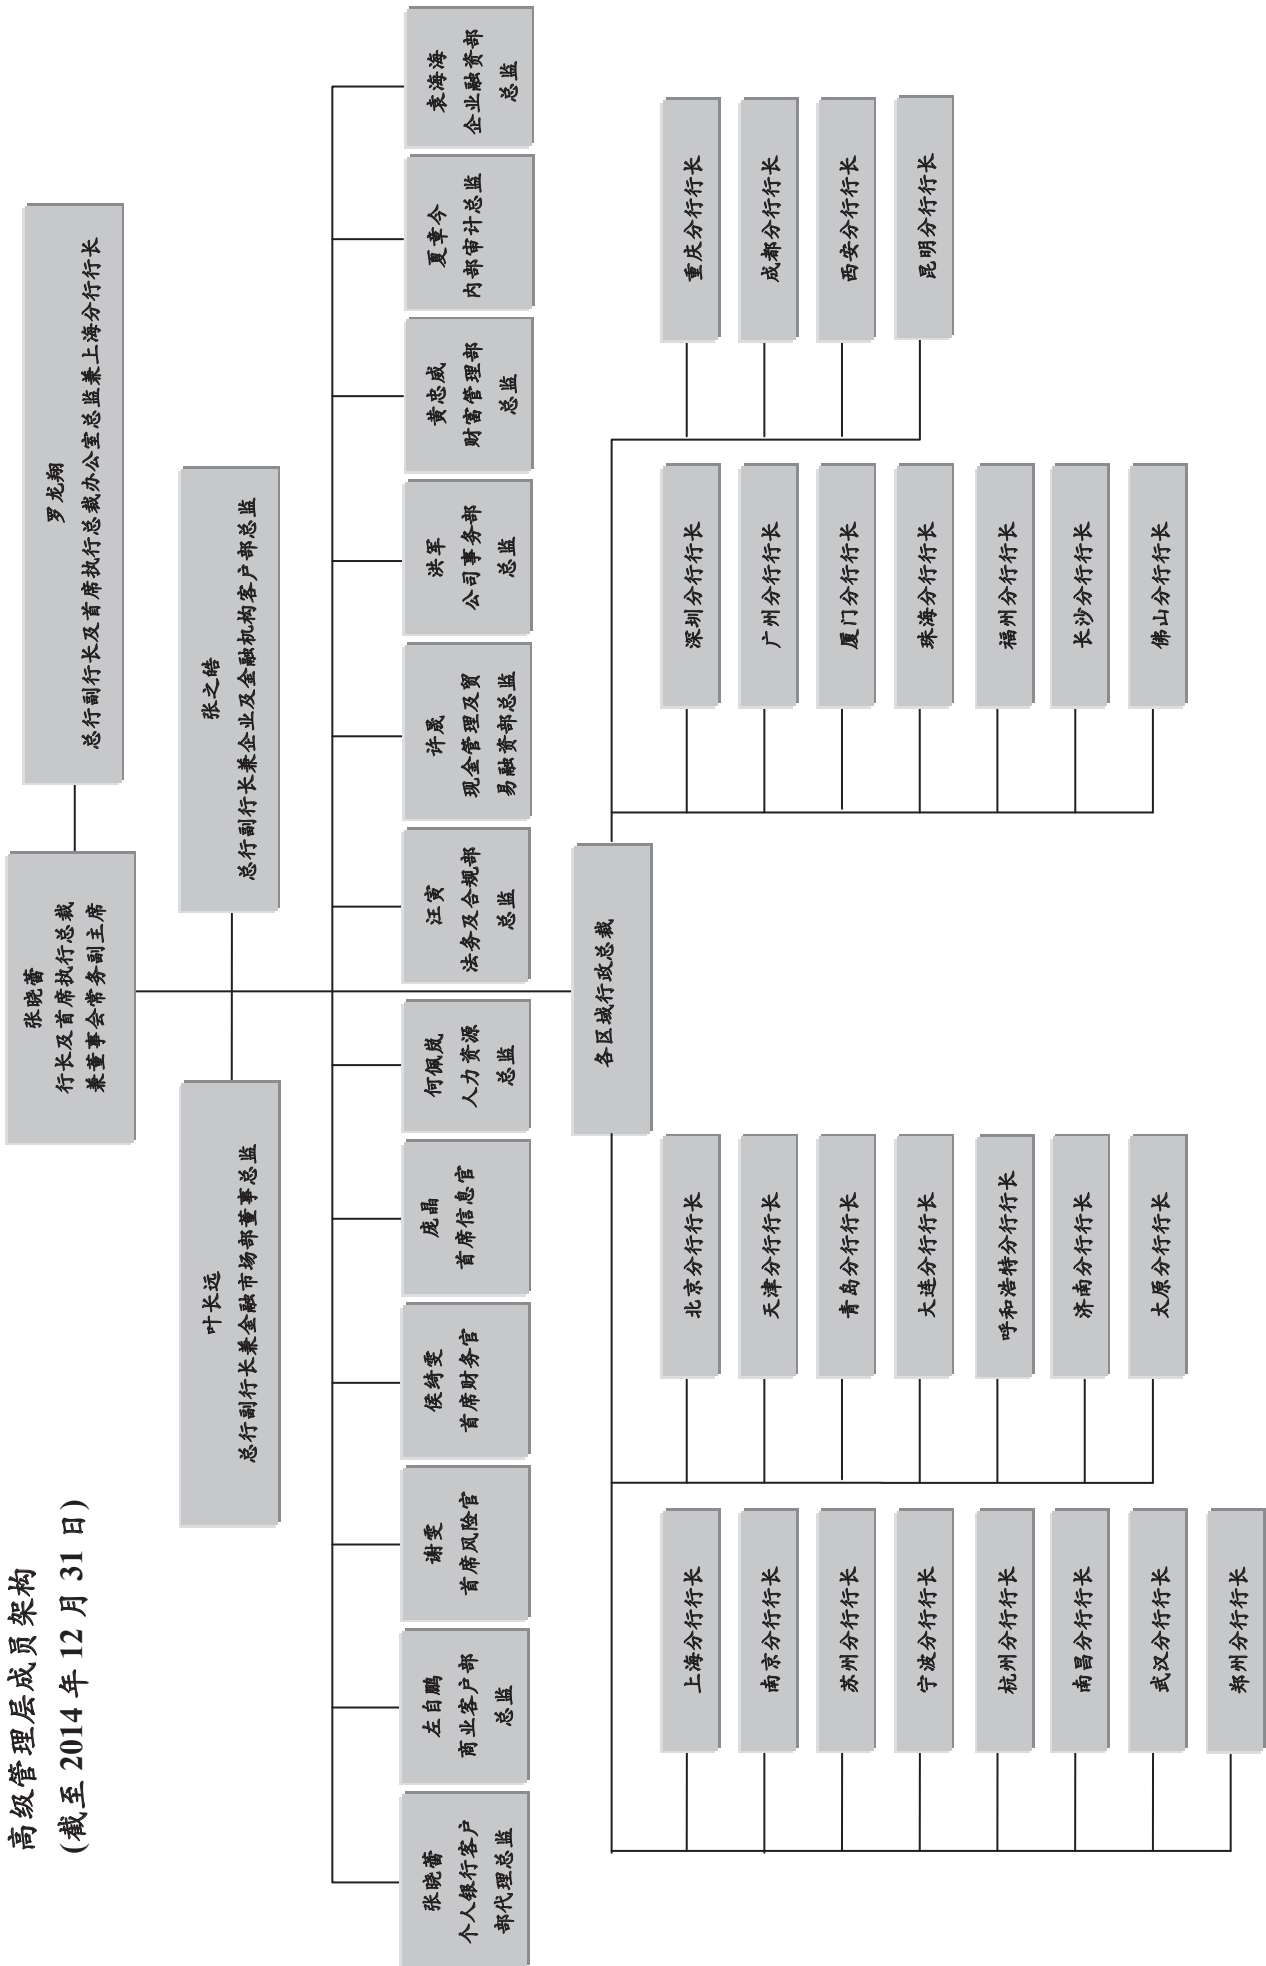 高级管理层成员架构
(截至 2014 年 12 月 31 日)
张晓蕾
行长及首席执行总裁
兼董事会常务副主席
罗龙翔
总行副行长及首席执行总裁办公室总监兼上海分行行长
叶长远
总行副行长兼金融市场部董事总监
张之皓
总行副行长兼企业及金融机构客户部总监
张晓蕾
个人银行客户
部代理总监
左自鹏
商业客户部
总监
谢雯
首席风险官
侯绮雯
首席财务官
庞晶
首席信息官
何佩岚
人力资源
总监
汪寅
法务及合规部
总监
许晟
现金管理及贸
易融资部总监
洪军
公司事务部
总监
黄忠威
财富管理部
总监
夏章今
内部审计总监
袁海海
企业融资部
总监
各区域行政总裁
上海分行行长
南京分行行长
苏州分行行长
宁波分行行长
杭州分行行长
南昌分行行长
武汉分行行长
郑州分行行长
北京分行行长
天津分行行长
青岛分行行长
大连分行行长
呼和浩特分行行长
济南分行行长
太原分行行长
深圳分行行长
广州分行行长
厦门分行行长
珠海分行行长
福州分行行长
长沙分行行长
佛山分行行长
重庆分行行长
成都分行行长
西安分行行长
昆明分行行长